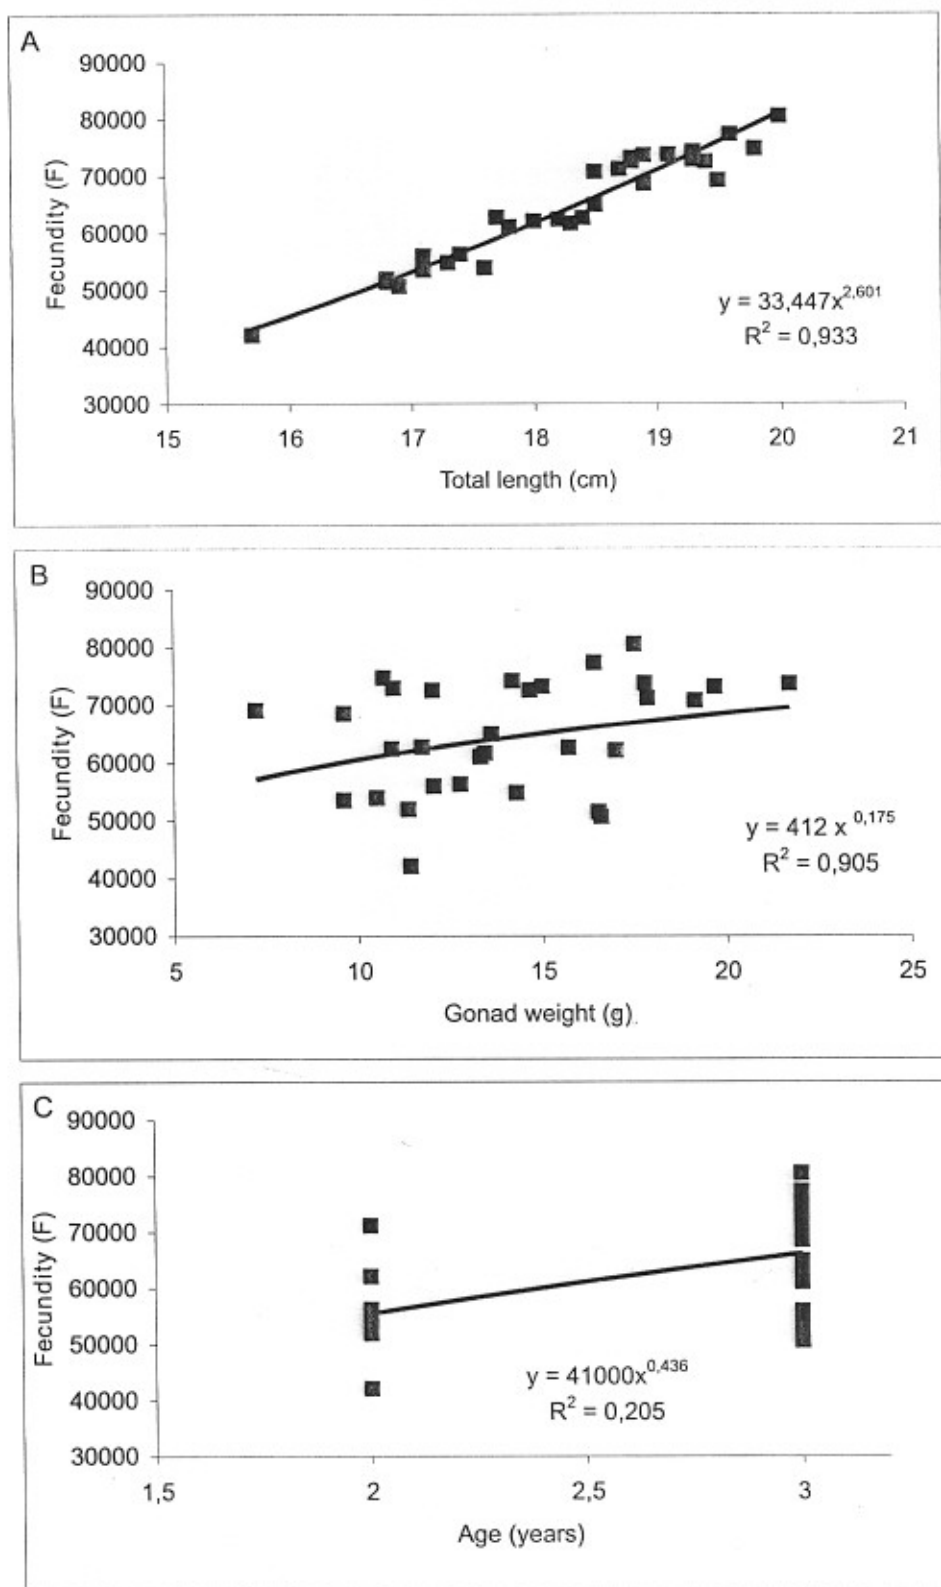 A
90000
80000
70000
60000
50000
40000
30000
Fecundity (F)
15 16 17 18 19 20 21
Total length (cm)
y = 33,447x^2,601
R² = 0,933
B
90000
80000
70000
60000
50000
40000
30000
Fecundity (F)
5 10 15 20 25
Gonad weight (g)
y = 412 x ^0,175
R² = 0,905
C
90000
80000
70000
60000
50000
40000
30000
Fecundity (F)
1,5 2 2,5 3
Age (years)
y = 41000x^0,436
R² = 0,205